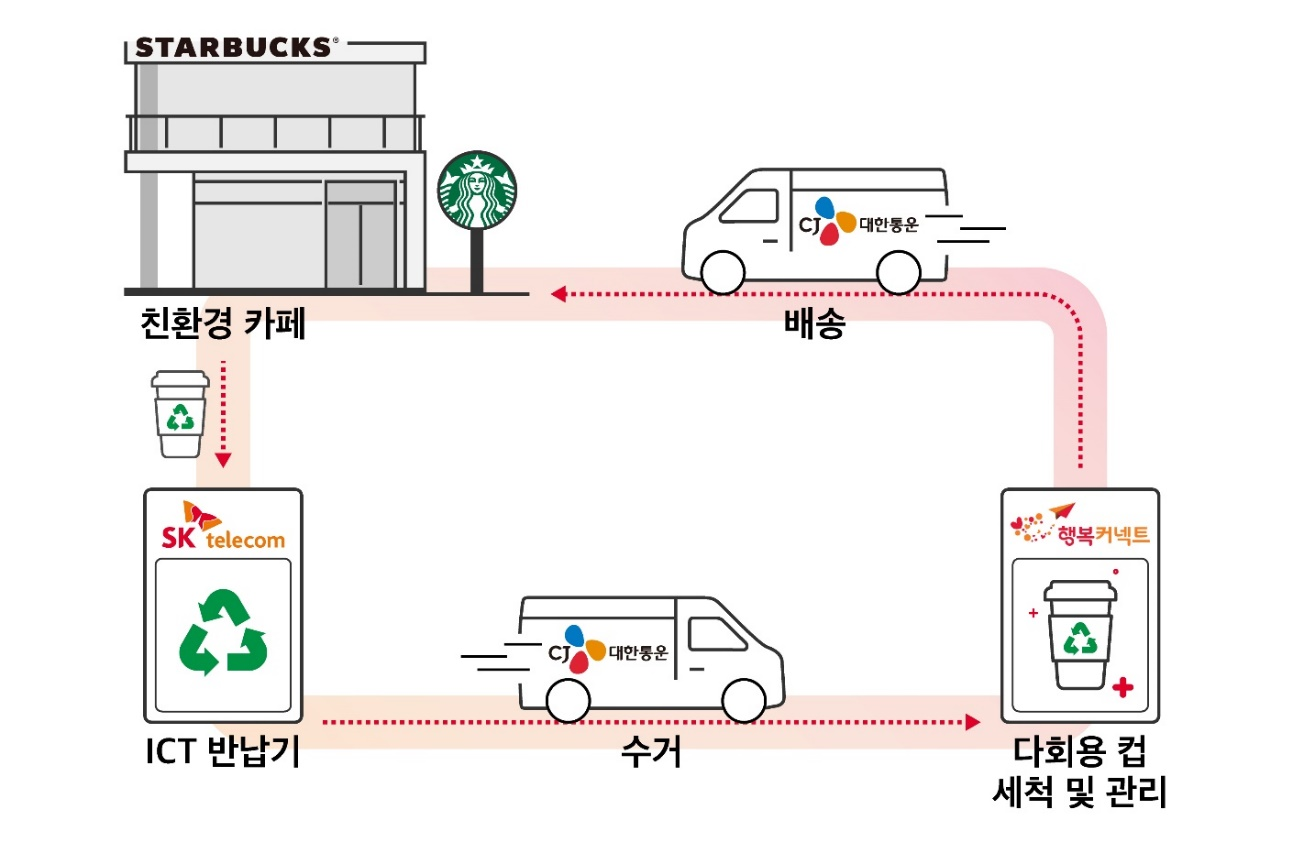 STARBUCKS®
CJ 대한통운
친환경 카페
배송
SK telecom
행복커넥트
CJ 대한통운
ICT 반납기
수거
다회용 컵
세척 및 관리